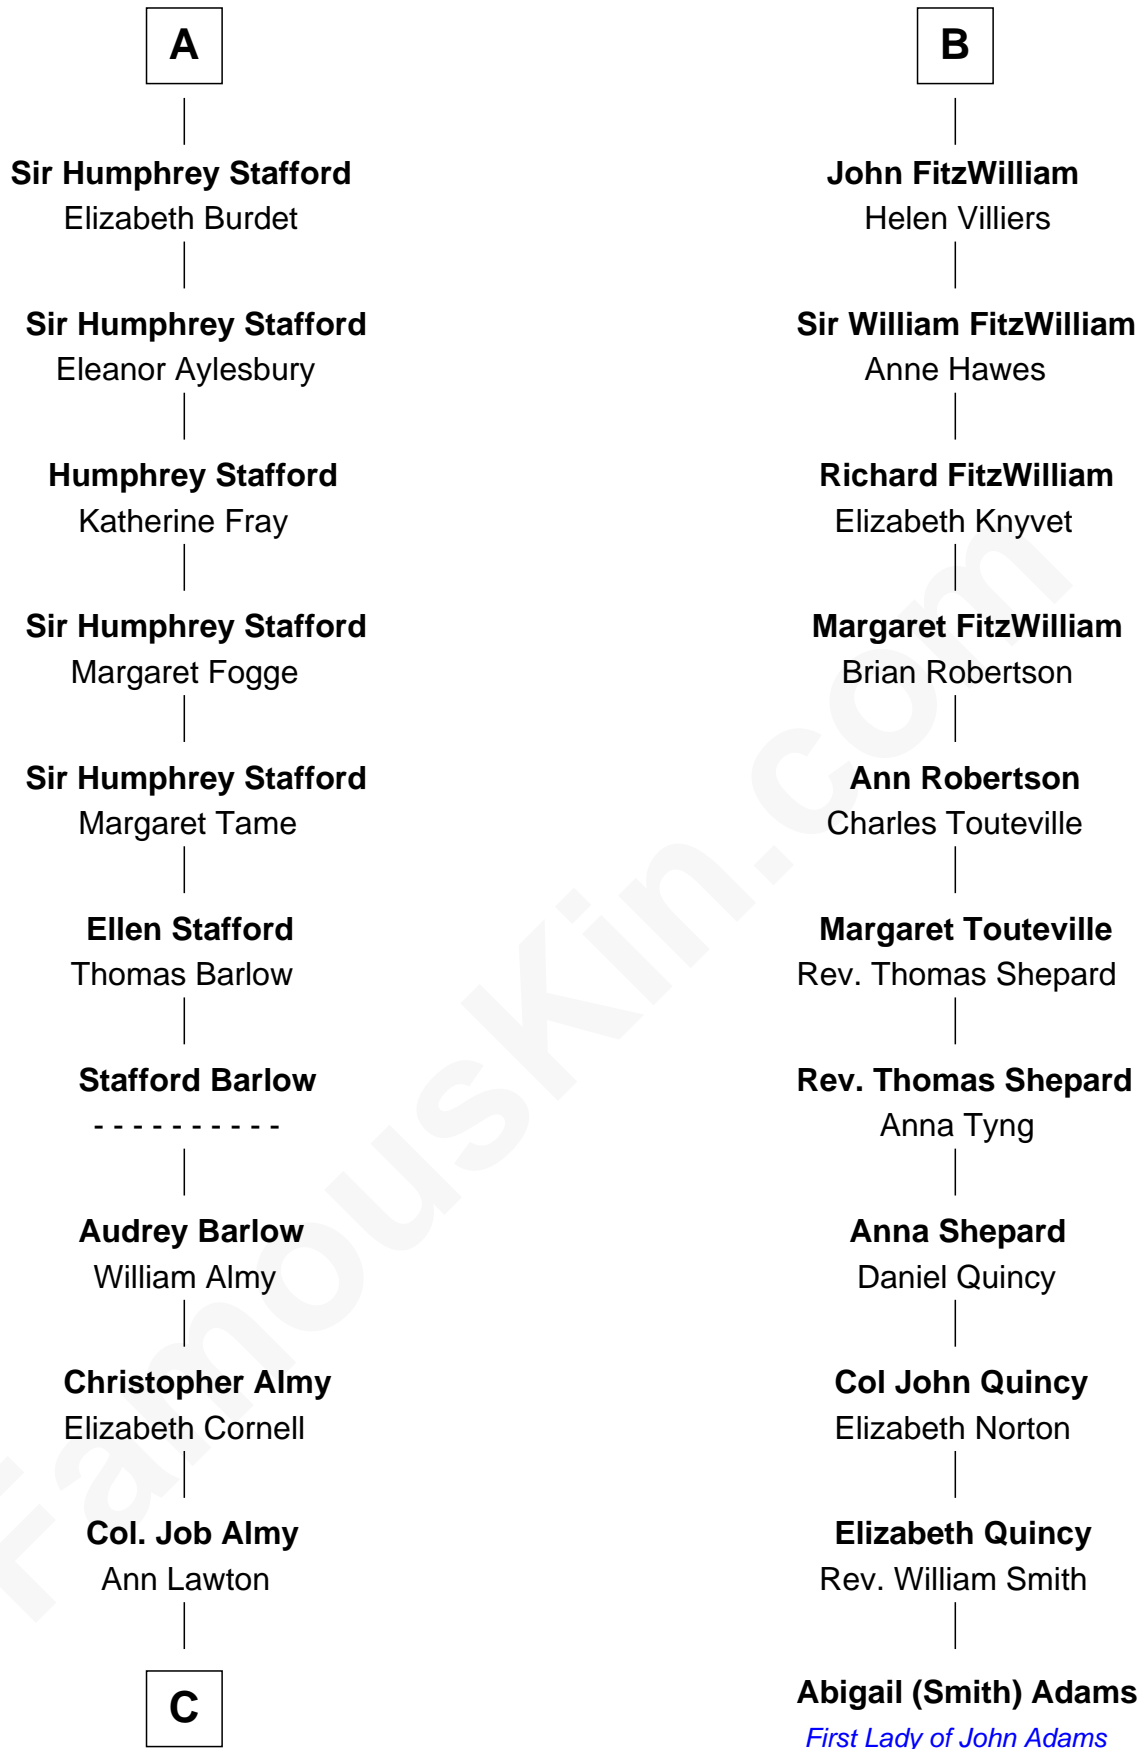 A
Sir Humphrey Stafford
Elizabeth Burdet
Sir Humphrey Stafford
Eleanor Aylesbury
Humphrey Stafford
Katherine Fray
Sir Humphrey Stafford
Margaret Fogge
Sir Humphrey Stafford
Margaret Tame
Ellen Stafford
Thomas Barlow
Stafford Barlow
- - - - - - - - - -
Audrey Barlow
William Almy
Christopher Almy
Elizabeth Cornell
Col. Job Almy
Ann Lawton
C
B
John FitzWilliam
Helen Villiers
Sir William FitzWilliam
Anne Hawes
Richard FitzWilliam
Elizabeth Knyvet
Margaret FitzWilliam
Brian Robertson
Ann Robertson
Charles Touteville
Margaret Touteville
Rev. Thomas Shepard
Rev. Thomas Shepard
Anna Tyng
Anna Shepard
Daniel Quincy
Col John Quincy
Elizabeth Norton
Elizabeth Quincy
Rev. William Smith
Abigail (Smith) Adams
First Lady of John Adams
FamousKin.com